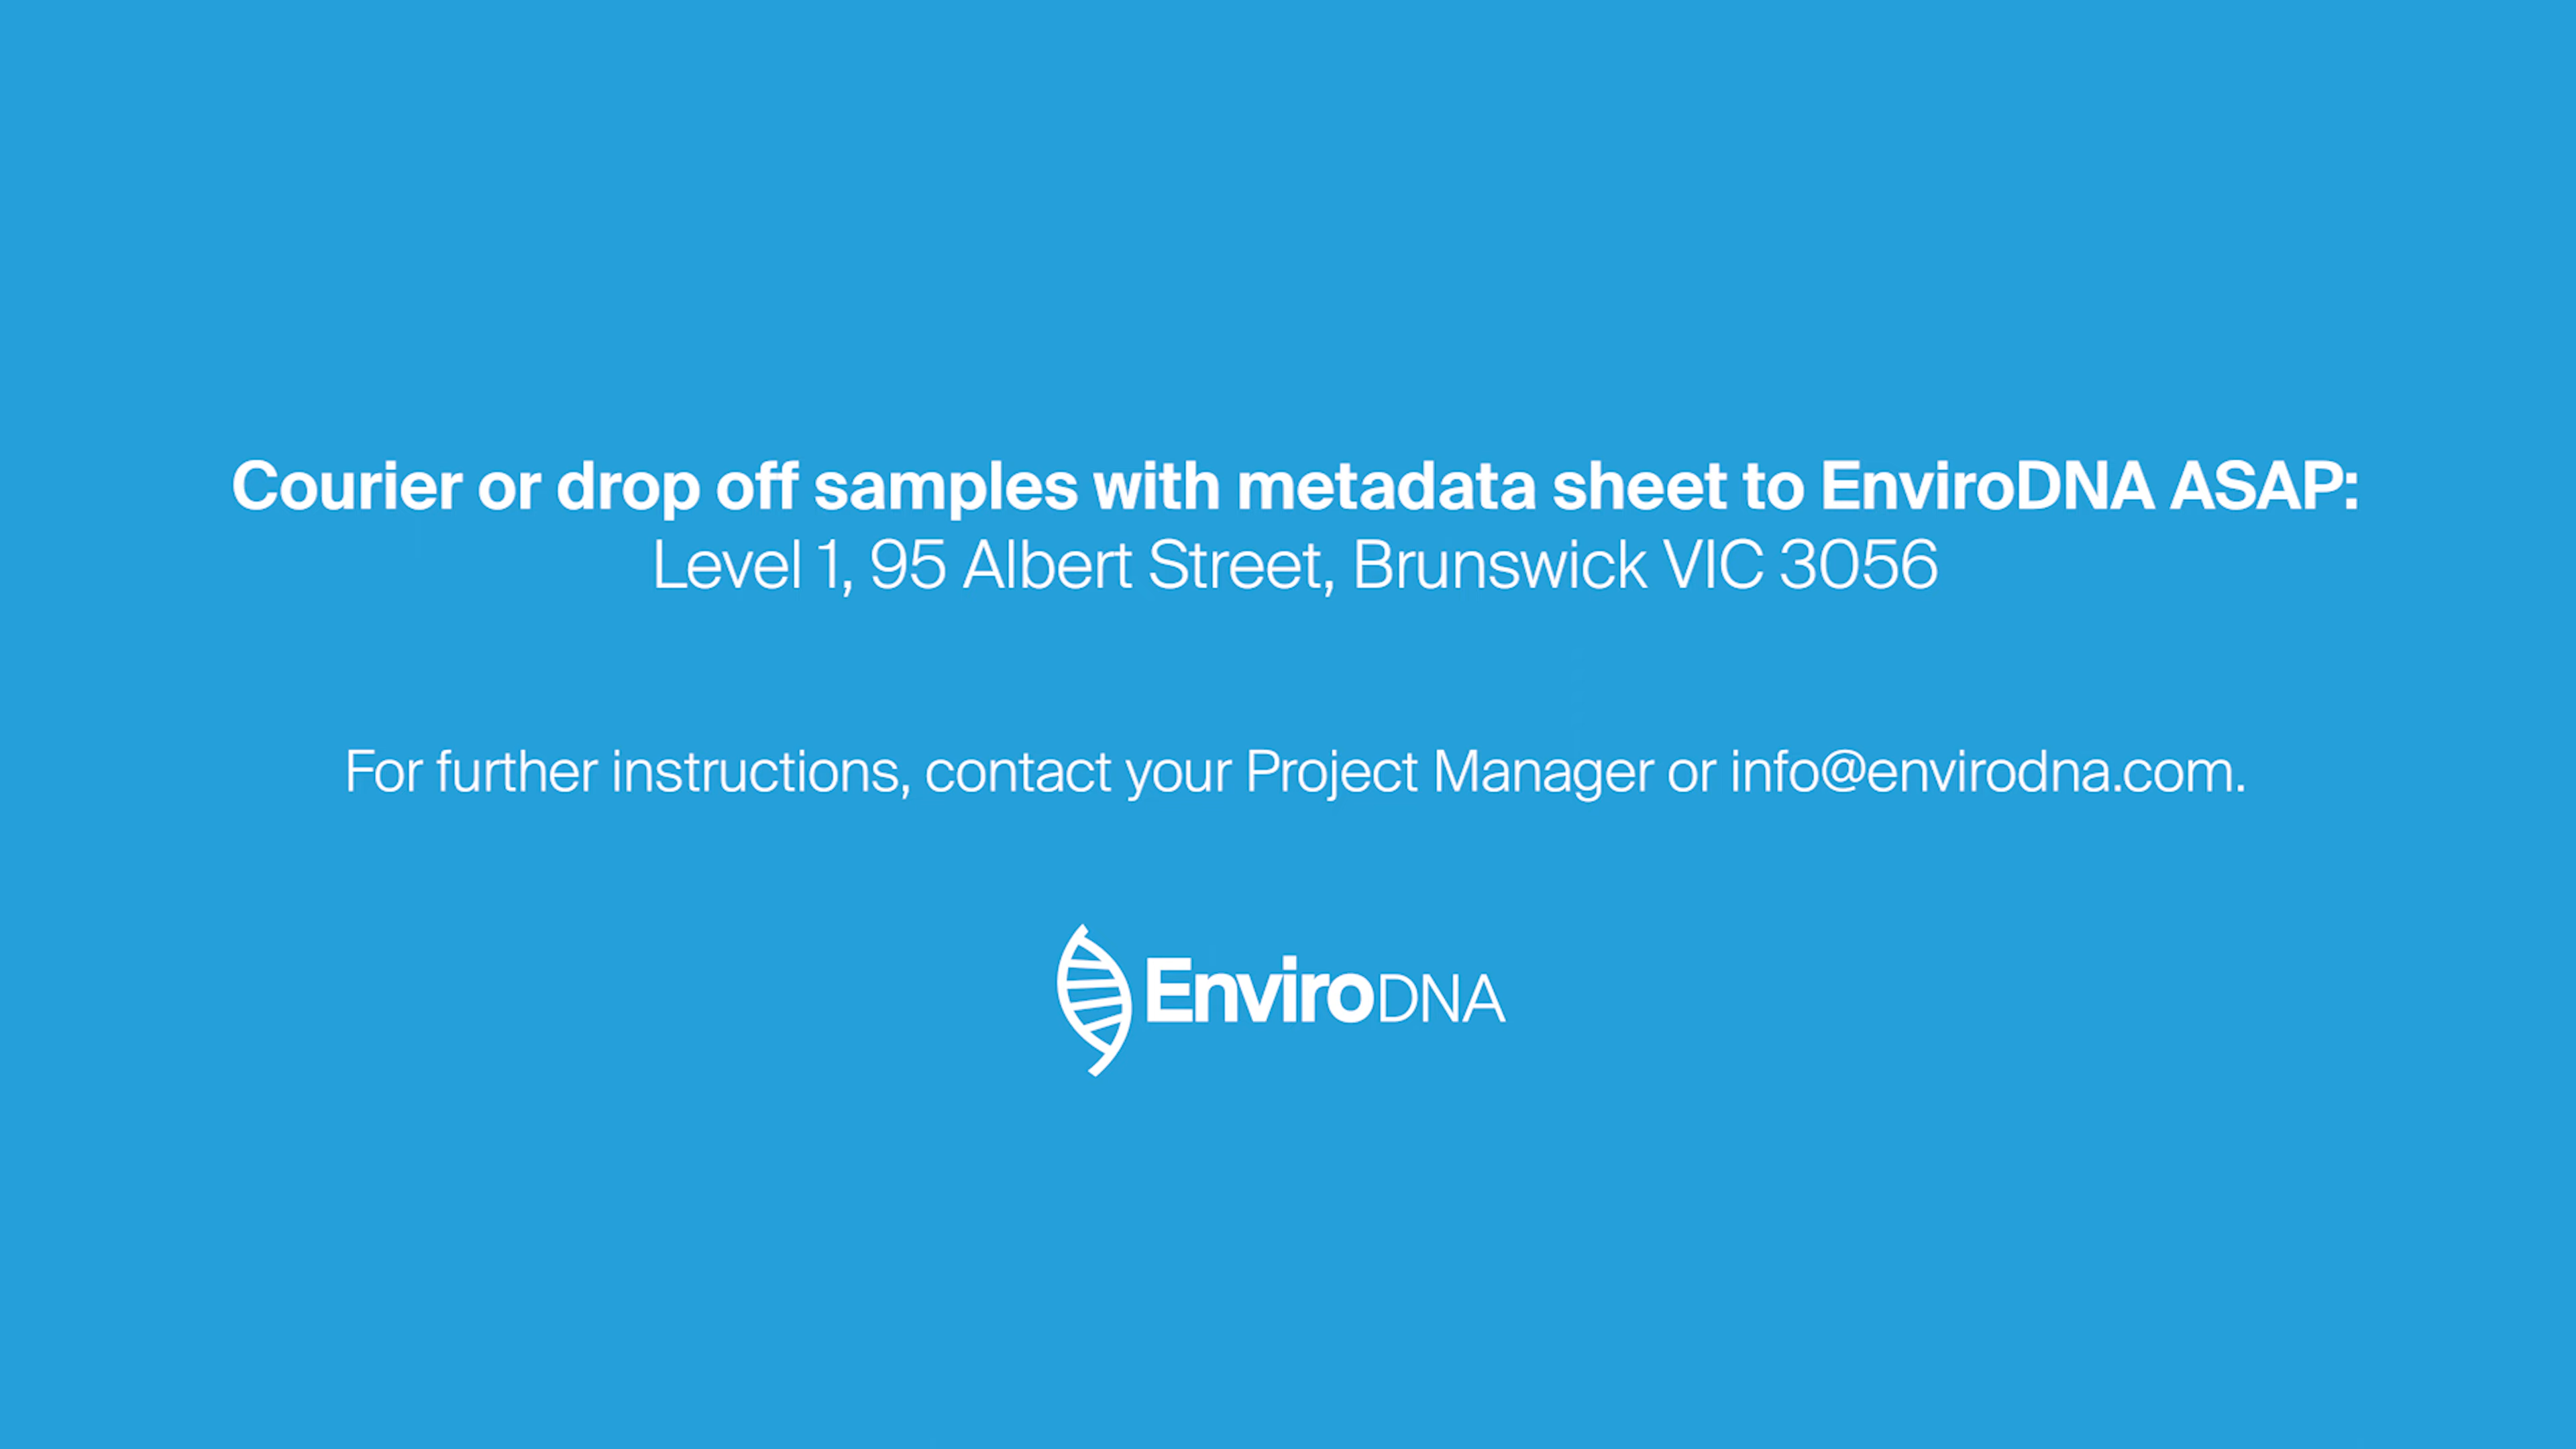 Courier or drop off samples with metadata sheet to EnviroDNA ASAP:
Level 1, 95 Albert Street, Brunswick VIC 3056
For further instructions, contact your Project Manager or info@envirodna.com.
EnviroDNA